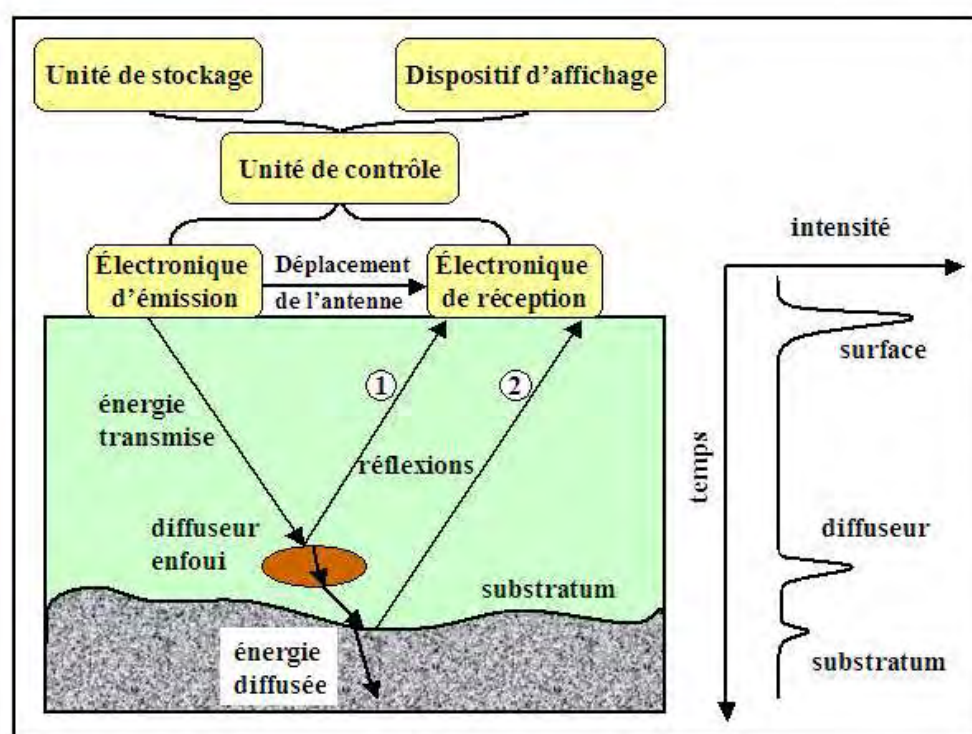 Unité de stockage
Dispositif d'affichage
Unité de contrôle
Électronique
d'émission
Déplacement
de l'antenne
Électronique
de réception
énergie
transmise
1
2
réflexions
diffuseur
enfoui
substratum
énergie
diffusée
intensité
surface
temps
diffuseur
substratum